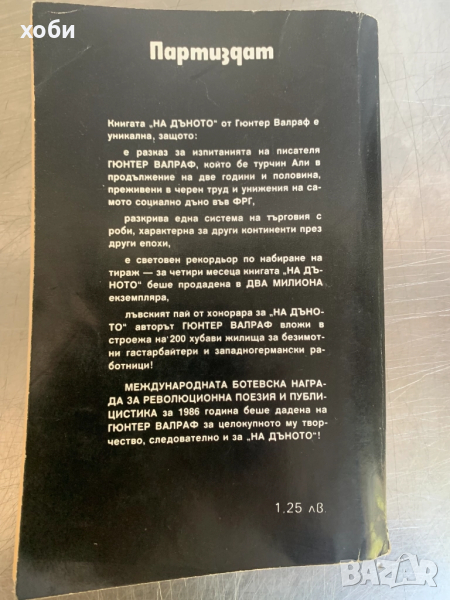 хоби
Партиздат
Книгата „НА ДЪНОТО“ от Гюнтер Валраф е
уникална, защото:
е разказ за изпитанията на писателя
ГЮНТЕР ВАЛРАФ, който бе турчин Али в
продължение на две години и половина,
преживени в черен труд и унижения на са-
мото социално дъно във ФРГ,
разкрива една система на търговия с
роби, характерна за други континенти през
други епохи,
е световен рекордьор по набиране на
тираж — за четири месеца книгата „НА ДЪ-
НОТО“ беше продадена в ДВА МИЛИОНА
екземпляра,
лъвският пай от хонорара за „НА ДЪНО-
ТО“ авторът ГЮНТЕР ВАЛРАФ вложи в
строежа на 200 хубави жилища за безимот-
ни гастарбайтери и западногермански ра-
ботници!
МЕЖДУНАРОДНАТА БОТЕВСКА НАГРА-
ДА ЗА РЕВОЛЮЦИОННА ПОЕЗИЯ И ПУБЛИ-
ЦИСТИКА за 1986 година беше дадена на
ГЮНТЕР ВАЛРАФ за целокупното му твор-
чество, следователно и за „НА ДЪНОТО“!
1.25 лв.
BAZAR